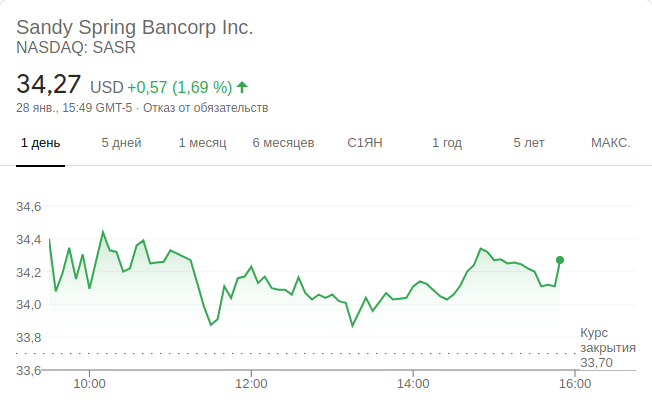 Sandy Spring Bancorp Inc.
NASDAQ: SASR
34,27 USD +0,57 (1,69 %)
28 янв., 15:49 GMT-5 · Отказ от обязательств
1 день 5 дней 1 месяц 6 месяцев С1ЯН 1 год 5 лет МАКС.
34,6
34,4
34,2
34,0
33,8
Курс
закрытия
33,70
33,6
10:00 12:00 14:00 16:00